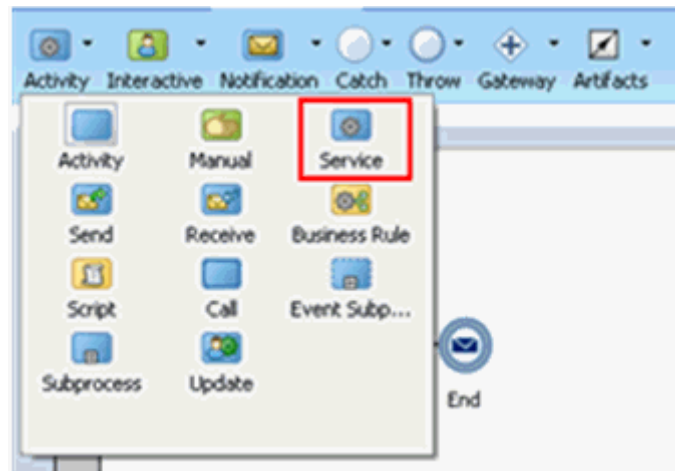 Activity Interactive Notification Catch Throw Gateway Artifacts
Activity Manual Service
Send Receive Business Rule
Script Call Event Subp...
Subprocess Update
End